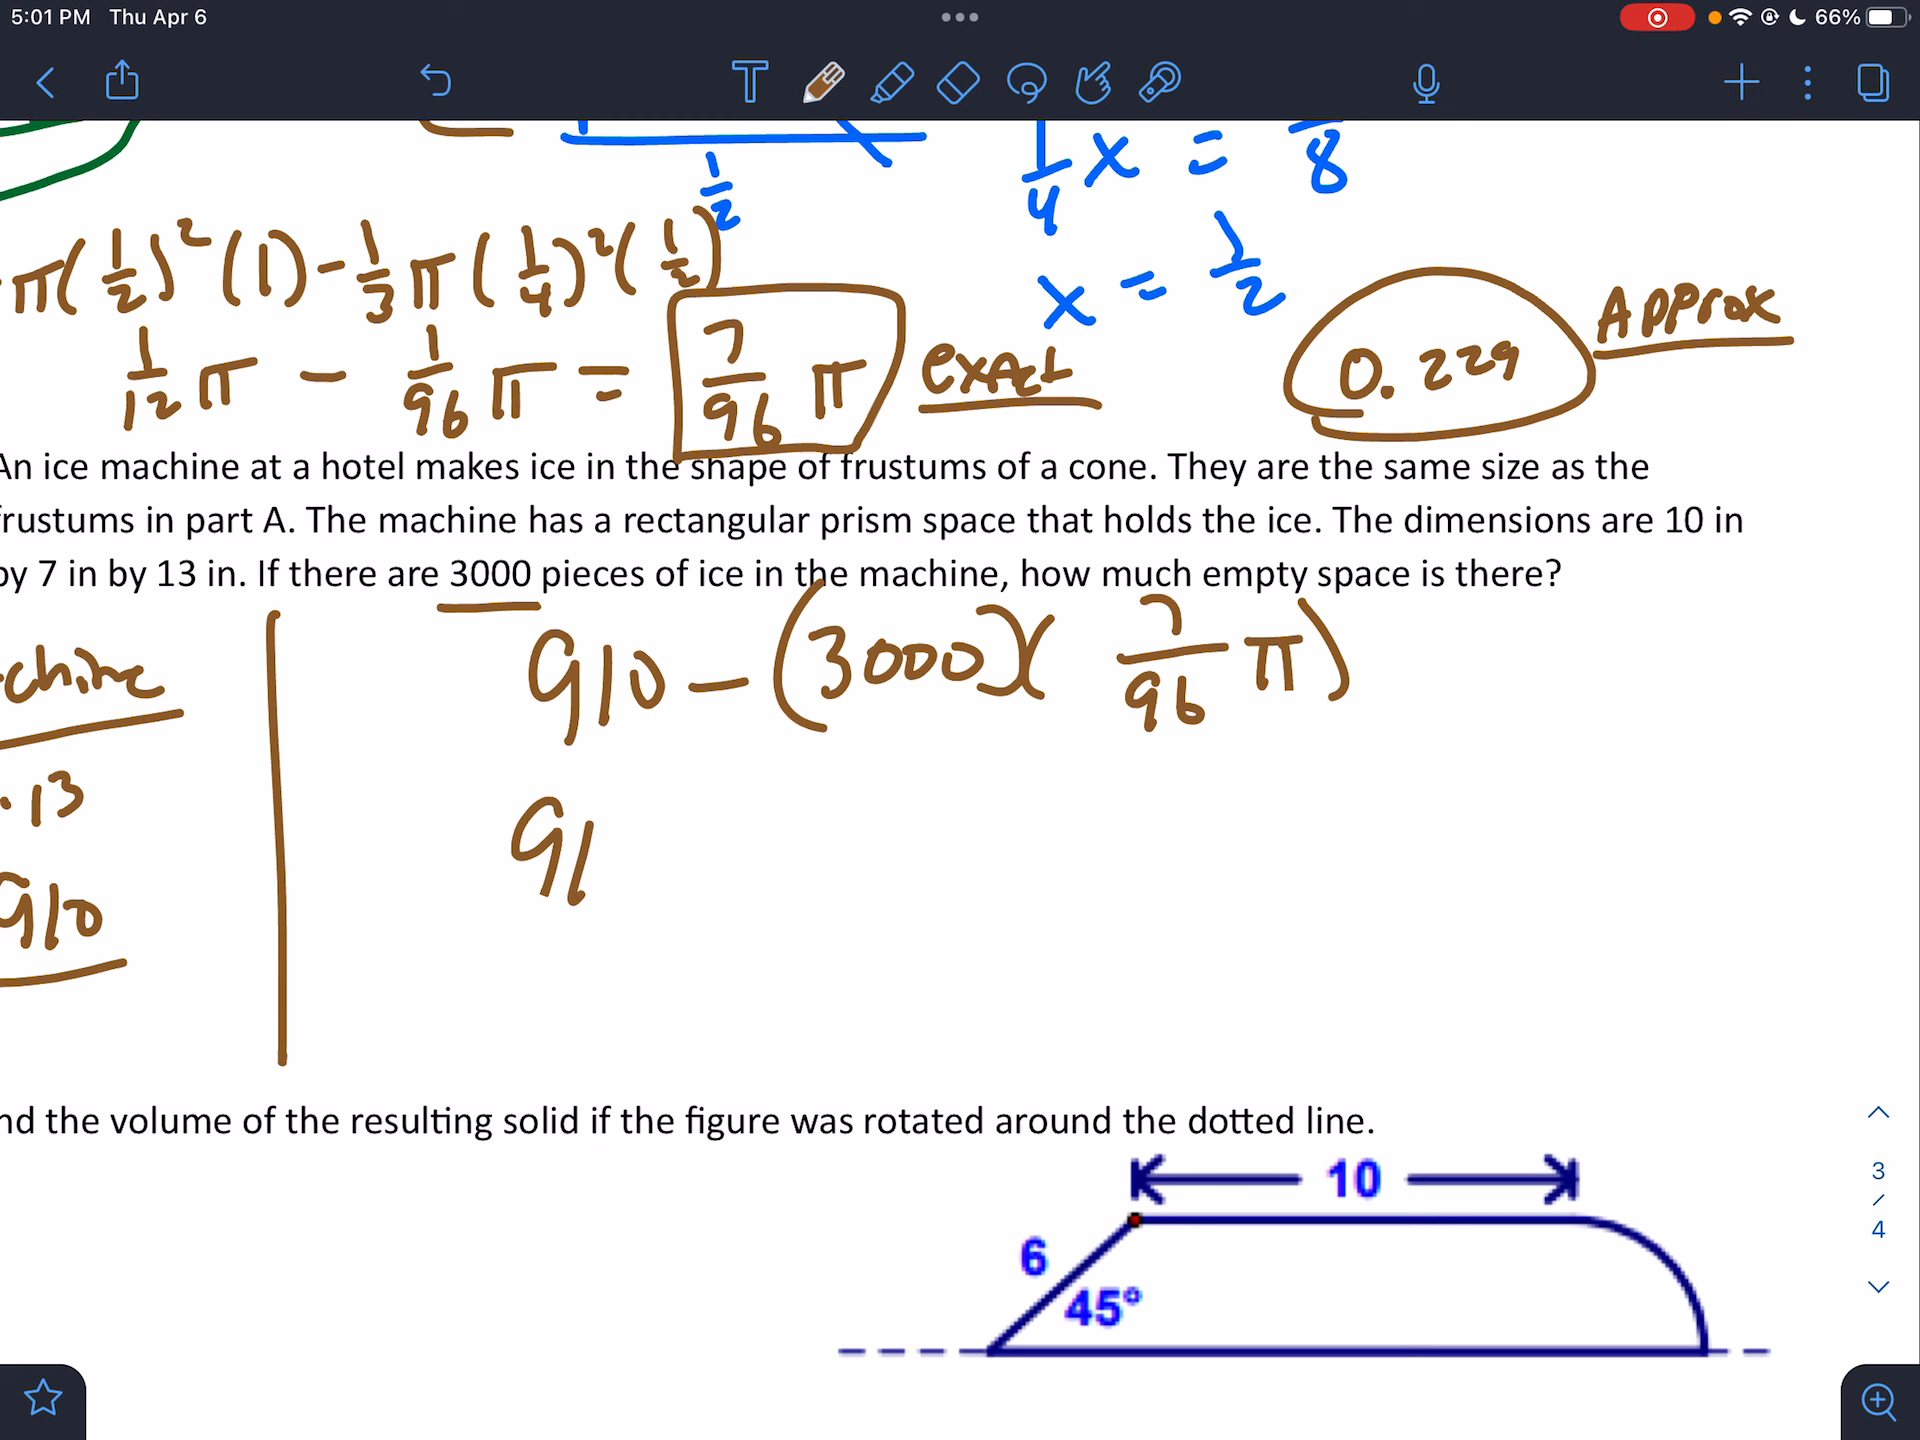 5:01 PM Thu Apr 6
66%
1/4 x = /8
1/2
π(1/2)²(1) - 1/3 π(1/4)²(1/2)
x = 1/2
1/12 π - 1/96 π = 7/96 π exact
0.229 Approx
An ice machine at a hotel makes ice in the shape of frustums of a cone. They are the same size as the
frustums in part A. The machine has a rectangular prism space that holds the ice. The dimensions are 10 in
by 7 in by 13 in. If there are 3000 pieces of ice in the machine, how much empty space is there?
chine
910 - (3000)(7/96 π)
·13
91
910
nd the volume of the resulting solid if the figure was rotated around the dotted line.
10
6
45°
3
/
4